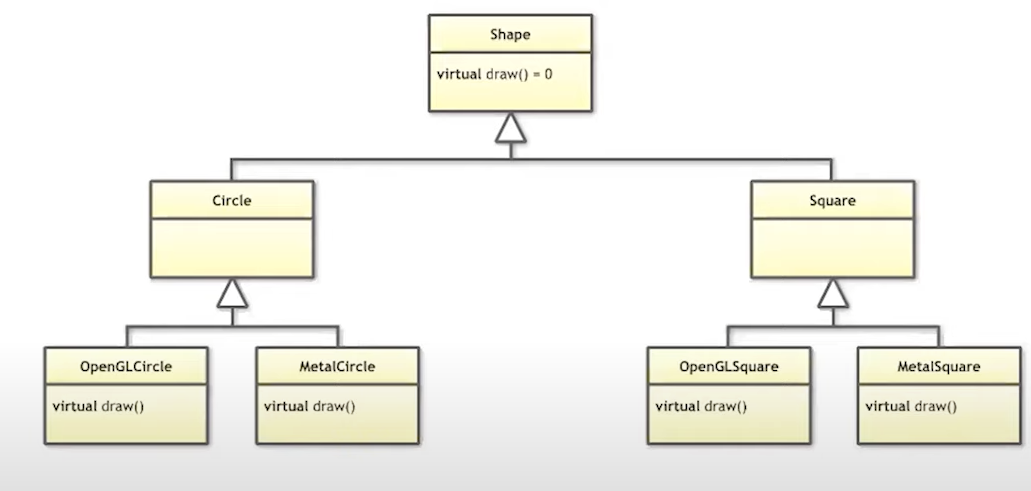 Shape
virtual draw() = 0
Circle
Square
OpenGLCircle
MetalCircle
OpenGLSquare
MetalSquare
virtual draw()
virtual draw()
virtual draw()
virtual draw()